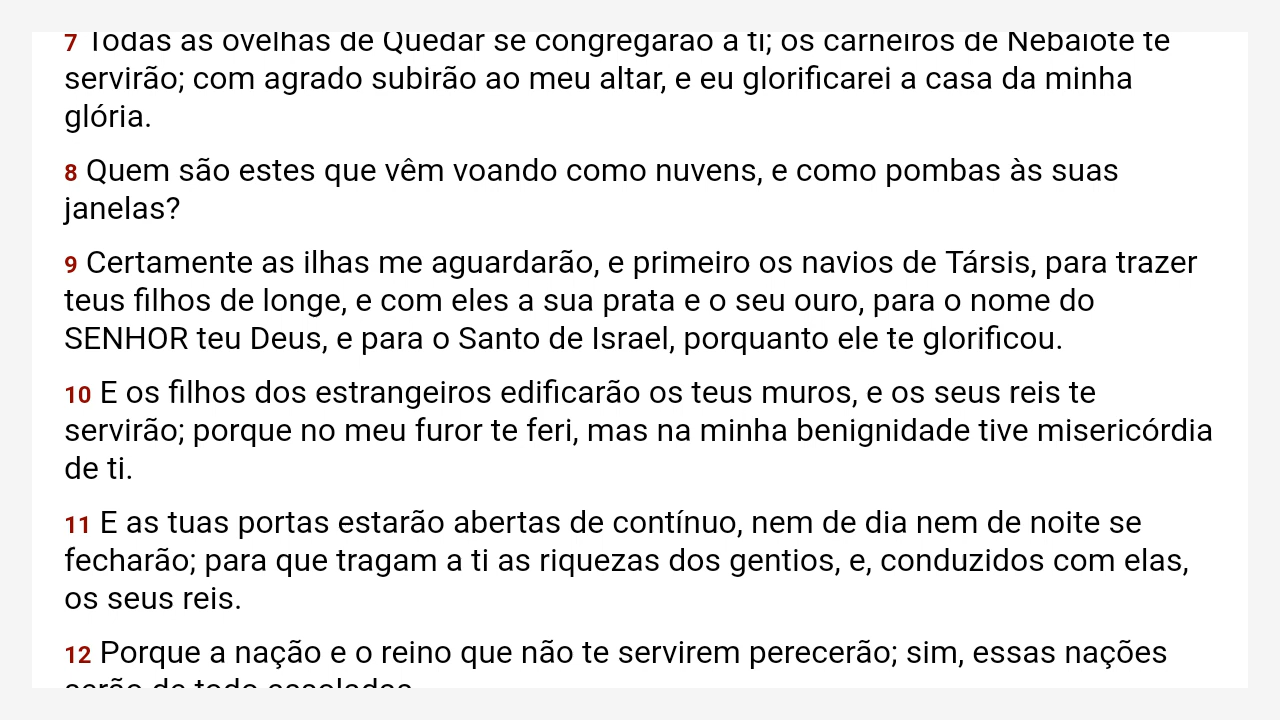 7 Todas as ovelhas de Quedar se congregarão a ti; os carneiros de Nebaiote te
servirão; com agrado subirão ao meu altar, e eu glorificarei a casa da minha
glória.
8 Quem são estes que vêm voando como nuvens, e como pombas às suas
janelas?
9 Certamente as ilhas me aguardarão, e primeiro os navios de Társis, para trazer
teus filhos de longe, e com eles a sua prata e o seu ouro, para o nome do
SENHOR teu Deus, e para o Santo de Israel, porquanto ele te glorificou.
10 E os filhos dos estrangeiros edificarão os teus muros, e os seus reis te
servirão; porque no meu furor te feri, mas na minha benignidade tive misericórdia
de ti.
11 E as tuas portas estarão abertas de contínuo, nem de dia nem de noite se
fecharão; para que tragam a ti as riquezas dos gentios, e, conduzidos com elas,
os seus reis.
12 Porque a nação e o reino que não te servirem perecerão; sim, essas nações
serão de todo assoladas